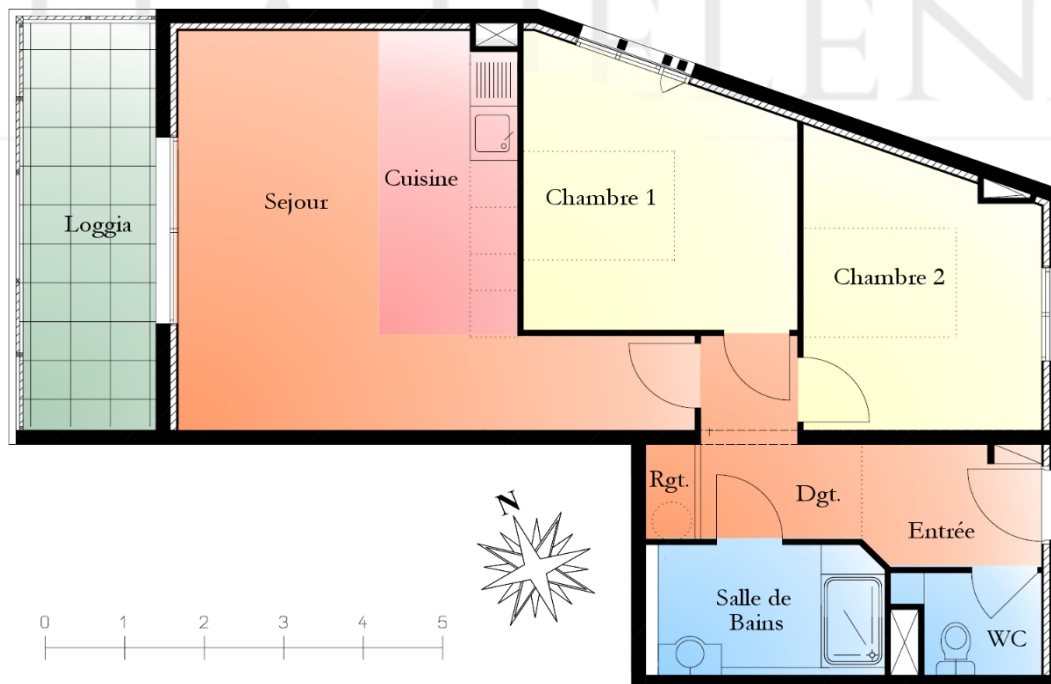 ELENA
Cuisine
Chambre 1
Sejour
Loggia
Chambre 2
Rgt.
Dgt.
Entrée
N
Salle de
Bains
WC
0 1 2 3 4 5